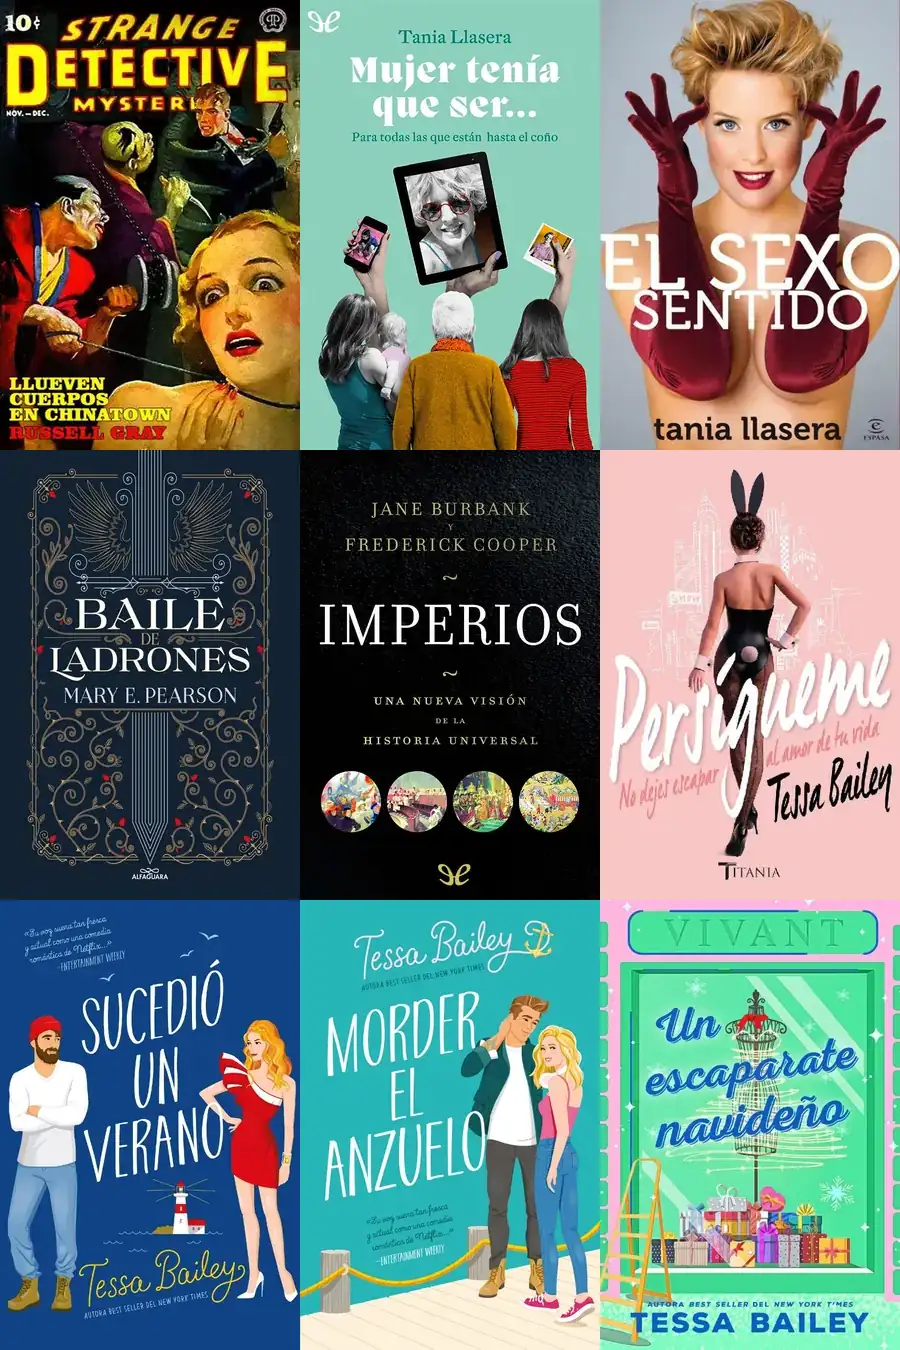 10¢
STRANGE
DETECTIVE
MYSTERI
NOV.—DEC.
LLUEVEN
CUERPOS
EN CHINATOWN
RUSSELL GRAY
Tania Llasera
Mujer tenía
que ser...
Para todas las que están hasta el coño
EL SEXO
SENTIDO
tania llasera
ESPASA
BAILE
DE
LADRONES
MARY E. PEARSON
ALFAGUARA
JANE BURBANK
Y
FREDERICK COOPER
~
IMPERIOS
~
UNA NUEVA VISIÓN
DE LA
HISTORIA UNIVERSAL
SHOW
Persígueme
No dejes escapar al amor de tu vida
Tessa Bailey
TITANIA
«Su voz suena tan fresca
y actual como una comedia
romántica de Netflix...»
—ENTERTAINMENT WEEKLY
SUCEDIÓ
UN
VERANO
Tessa Bailey
AUTORA BEST SELLER DEL NEW YORK TIMES
Tessa Bailey
AUTORA BEST SELLER DEL NEW YORK TIMES
MORDER
EL
ANZUELO
«Su voz suena tan fresca
y actual como una comedia
romántica de Netflix...»
—ENTERTAINMENT WEEKLY
VIVANT
Un
escaparate
navideño
AUTORA BEST SELLER DEL NEW YORK TIMES
TESSA BAILEY